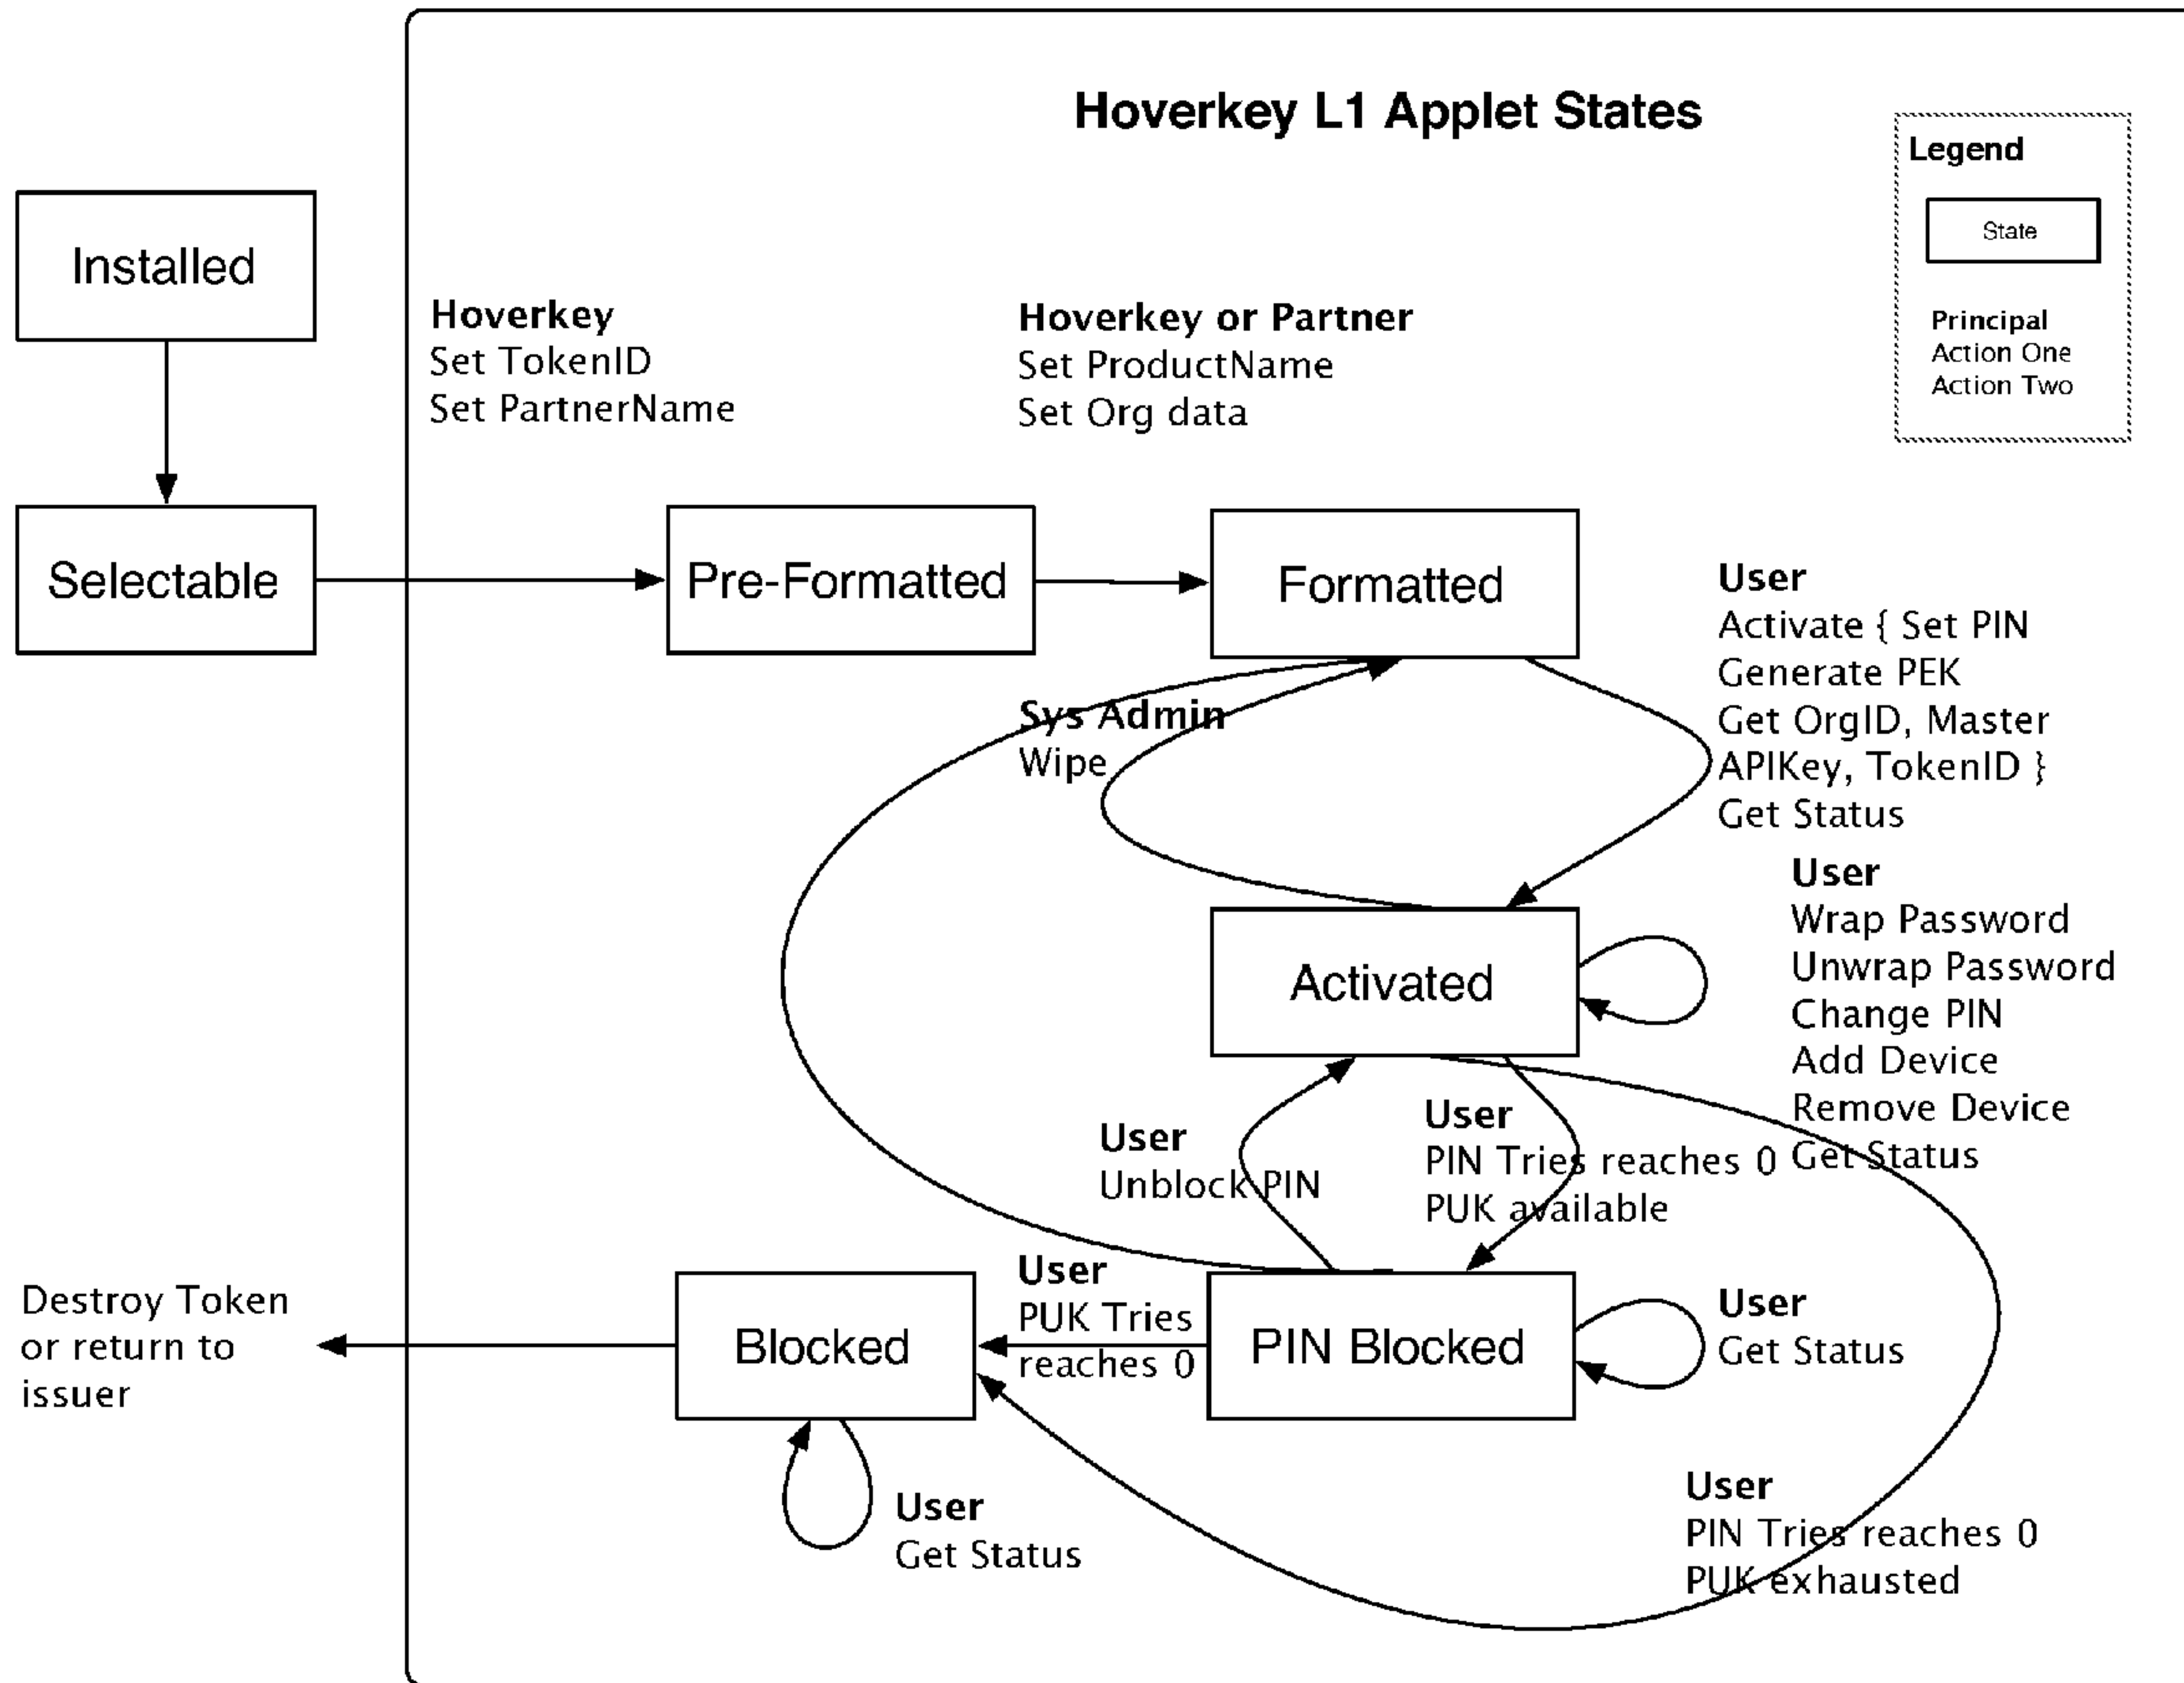 Hoverkey L1 Applet States
Legend
State
Principal
Action One
Action Two
Installed
Hoverkey
Set TokenID
Set PartnerName
Hoverkey or Partner
Set ProductName
Set Org data
Selectable
Pre-Formatted
Formatted
User
Activate { Set PIN
Generate PEK
Get OrgID, Master
APIKey, TokenID }
Get Status
Sys Admin
Wipe
Activated
User
Wrap Password
Unwrap Password
Change PIN
Add Device
Remove Device
Get Status
User
Unblock PIN
User
PIN Tries reaches 0
PUK available
Destroy Token
or return to
issuer
Blocked
User
PUK Tries
reaches 0
PIN Blocked
User
Get Status
User
Get Status
User
PIN Tries reaches 0
PUK exhausted